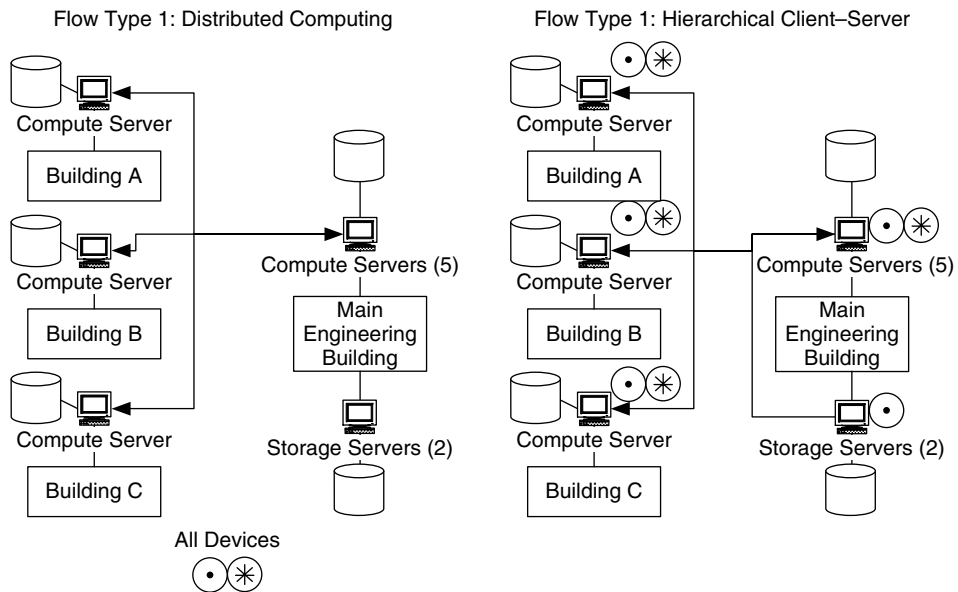 Flow Type 1: Distributed Computing
Compute Server
Building A
Compute Server
Building B
Compute Server
Building C
Compute Servers (5)
Main
Engineering
Building
Storage Servers (2)
All Devices
Flow Type 1: Hierarchical Client–Server
Compute Server
Building A
Compute Server
Building B
Compute Server
Building C
Compute Servers (5)
Main
Engineering
Building
Storage Servers (2)